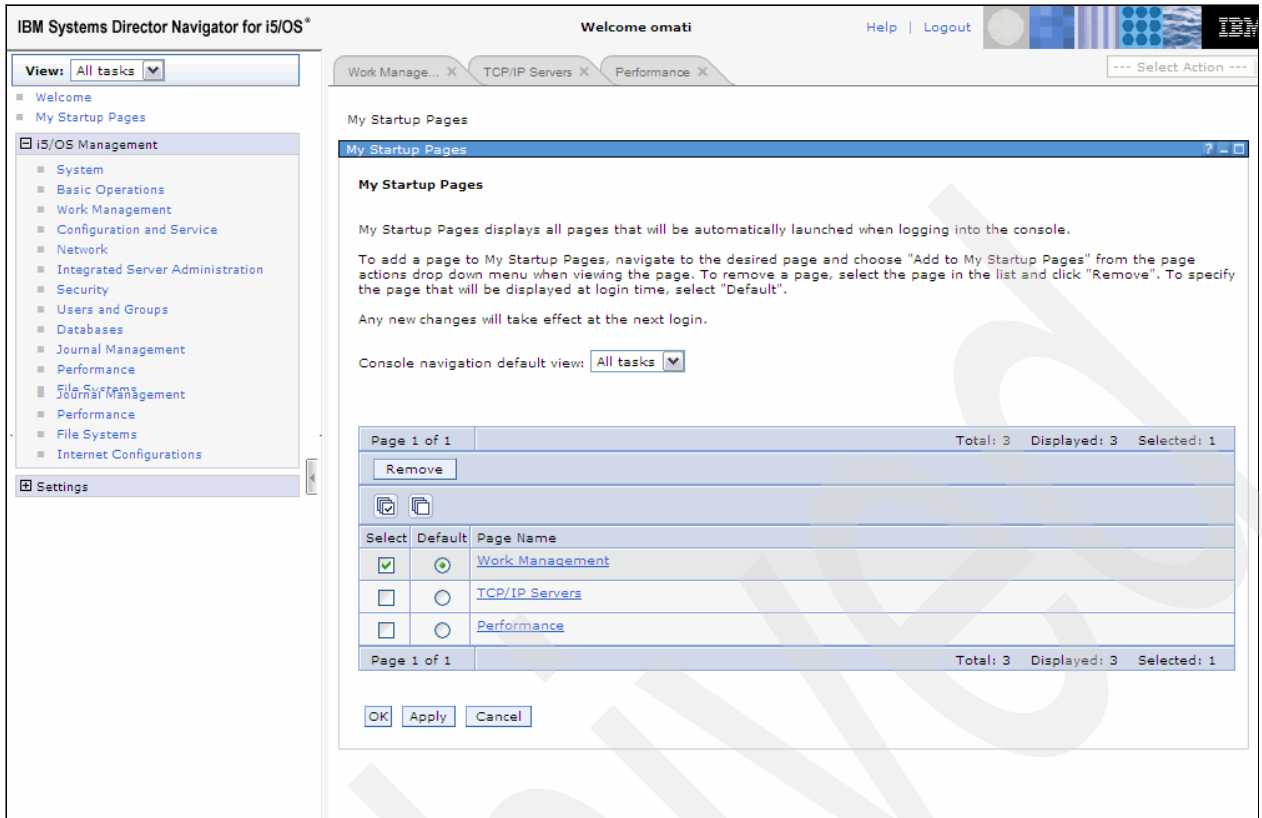 IBM Systems Director Navigator for i5/OS®
Welcome omati
Help | Logout
IBM
View: All tasks
Welcome
My Startup Pages
i5/OS Management
System
Basic Operations
Work Management
Configuration and Service
Network
Integrated Server Administration
Security
Users and Groups
Databases
Journal Management
Performance
File Systems
Journal Management
Performance
File Systems
Internet Configurations
Settings
Work Manage... X
TCP/IP Servers X
Performance X
--- Select Action ---
My Startup Pages
My Startup Pages
My Startup Pages
My Startup Pages displays all pages that will be automatically launched when logging into the console.
To add a page to My Startup Pages, navigate to the desired page and choose "Add to My Startup Pages" from the page
actions drop down menu when viewing the page. To remove a page, select the page in the list and click "Remove". To specify
the page that will be displayed at login time, select "Default".
Any new changes will take effect at the next login.
Console navigation default view: All tasks
Page 1 of 1 Total: 3 Displayed: 3 Selected: 1
Remove
Select Default Page Name
Work Management
TCP/IP Servers
Performance
Page 1 of 1 Total: 3 Displayed: 3 Selected: 1
OK Apply Cancel